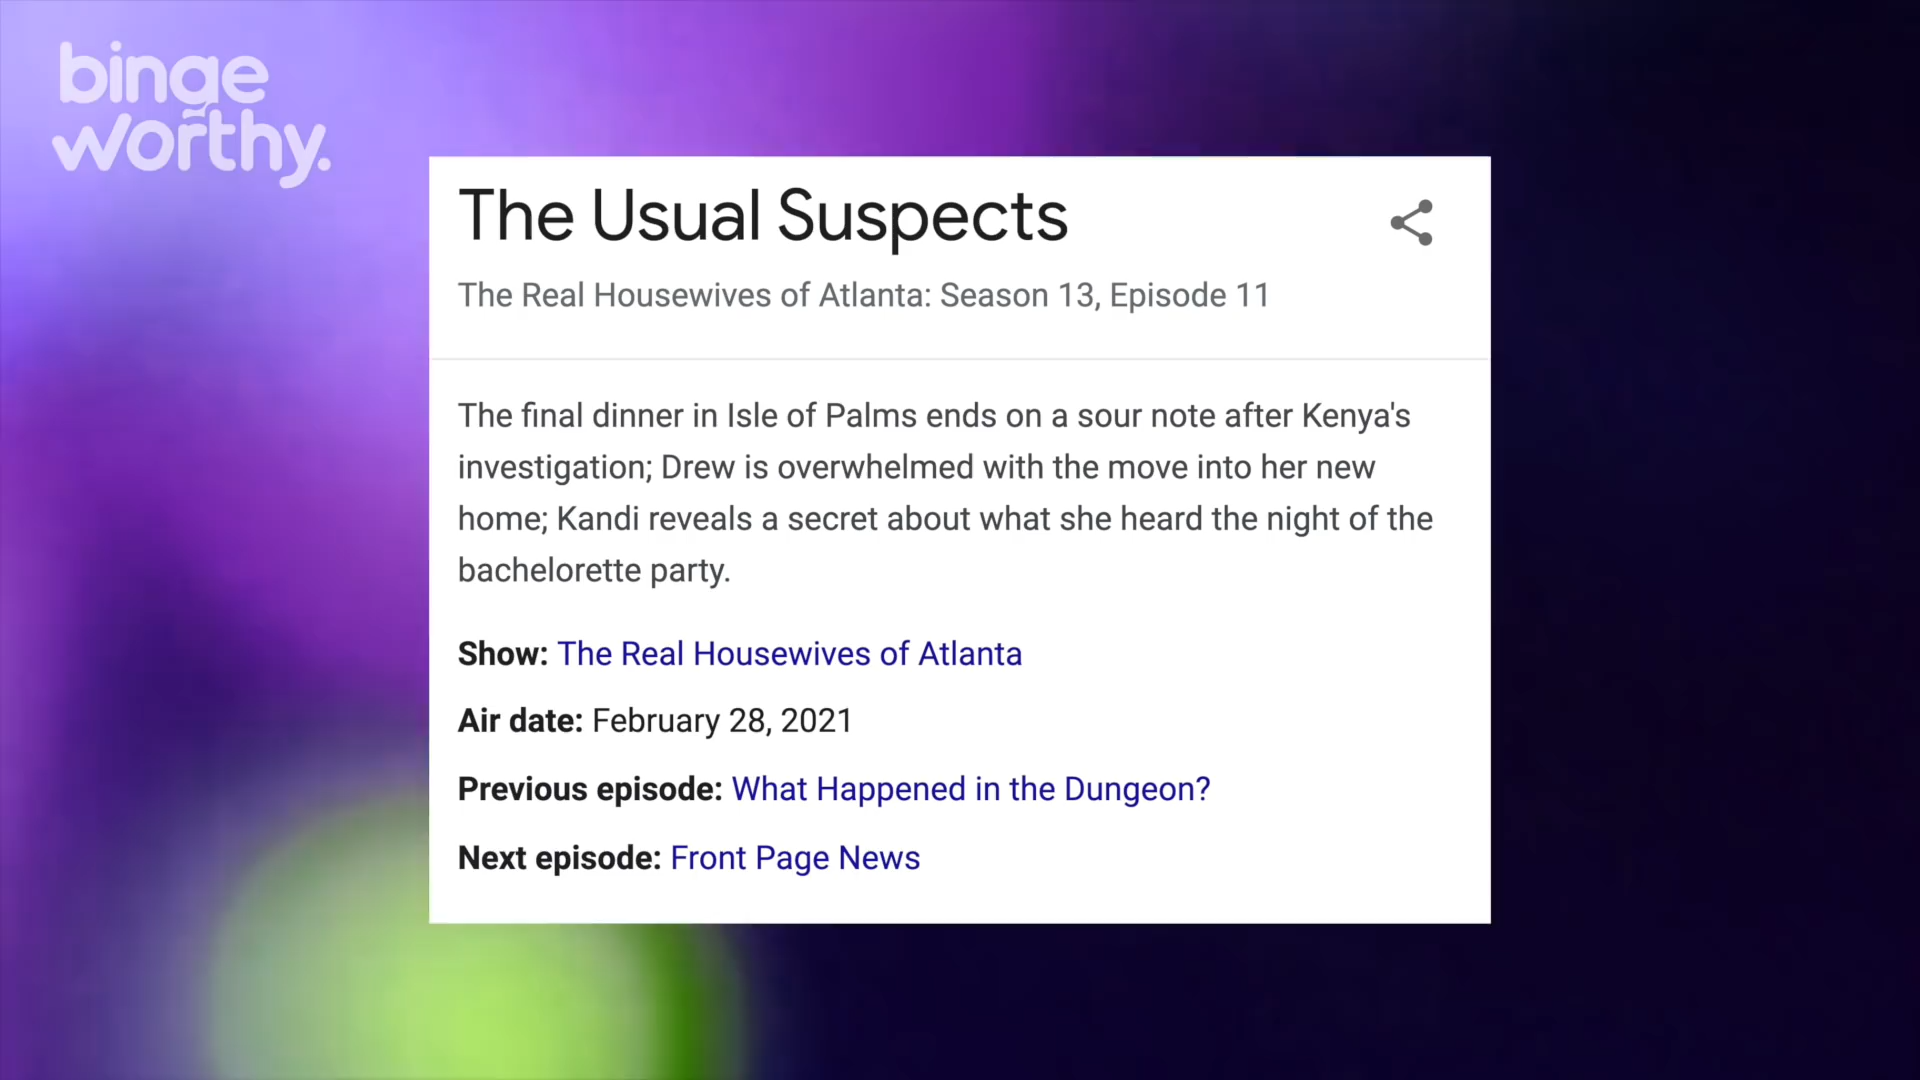 binge
worthy.
The Usual Suspects
The Real Housewives of Atlanta: Season 13, Episode 11
The final dinner in Isle of Palms ends on a sour note after Kenya's
investigation; Drew is overwhelmed with the move into her new
home; Kandi reveals a secret about what she heard the night of the
bachelorette party.
Show: The Real Housewives of Atlanta
Air date: February 28, 2021
Previous episode: What Happened in the Dungeon?
Next episode: Front Page News